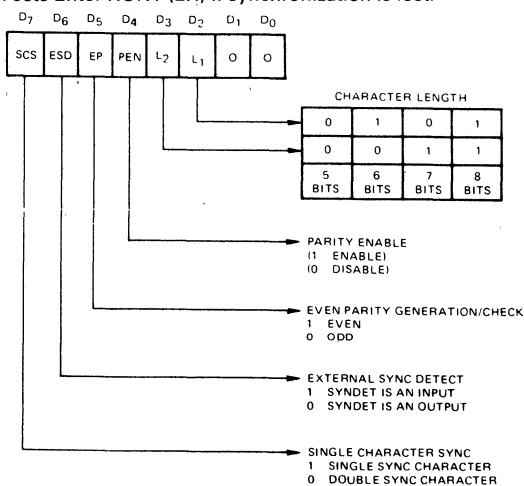 D7 D6 D5 D4 D3 D2 D1 D0
SCS ESD EP PEN L2 L1 0 0
CHARACTER LENGTH
0 1 0 1
0 0 1 1
5 BITS 6 BITS 7 BITS 8 BITS
PARITY ENABLE
(1 ENABLE)
(0 DISABLE)
EVEN PARITY GENERATION/CHECK
1 EVEN
0 ODD
EXTERNAL SYNC DETECT
1 SYNDET IS AN INPUT
0 SYNDET IS AN OUTPUT
SINGLE CHARACTER SYNC
1 SINGLE SYNC CHARACTER
0 DOUBLE SYNC CHARACTER